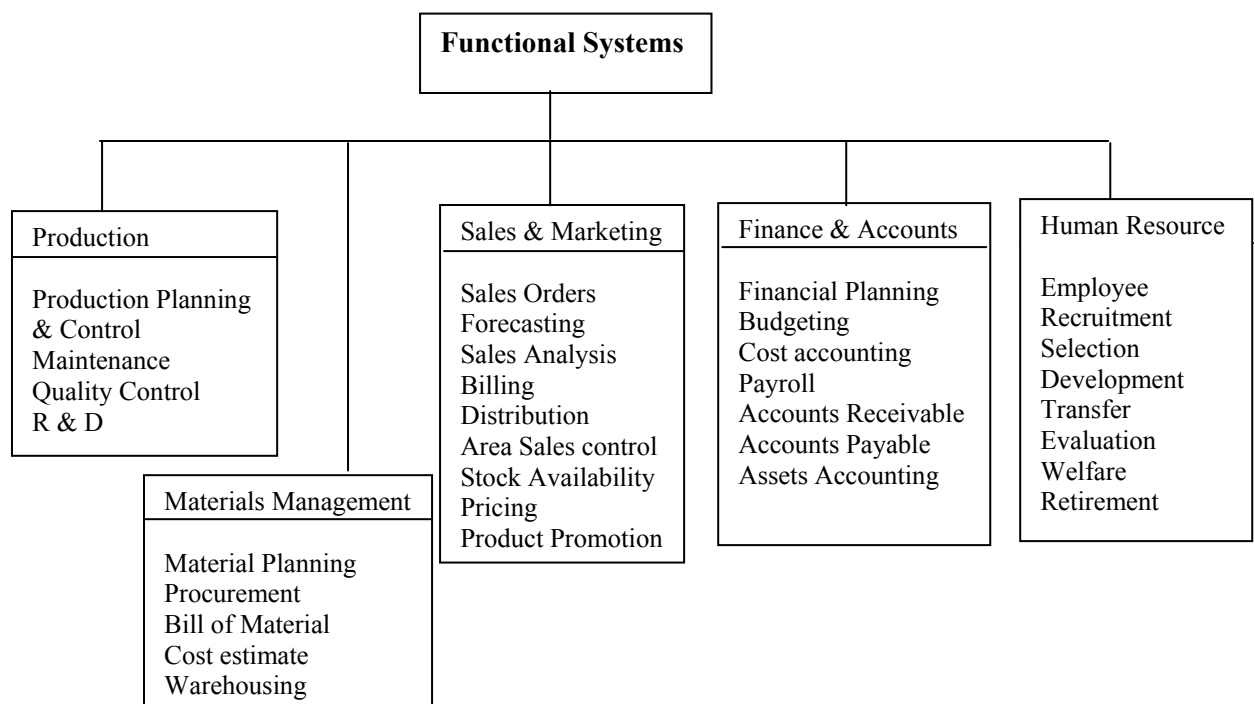 Functional Systems
Production
Production Planning
& Control
Maintenance
Quality Control
R & D
Materials Management
Material Planning
Procurement
Bill of Material
Cost estimate
Warehousing
Sales & Marketing
Sales Orders
Forecasting
Sales Analysis
Billing
Distribution
Area Sales control
Stock Availability
Pricing
Product Promotion
Finance & Accounts
Financial Planning
Budgeting
Cost accounting
Payroll
Accounts Receivable
Accounts Payable
Assets Accounting
Human Resource
Employee
Recruitment
Selection
Development
Transfer
Evaluation
Welfare
Retirement